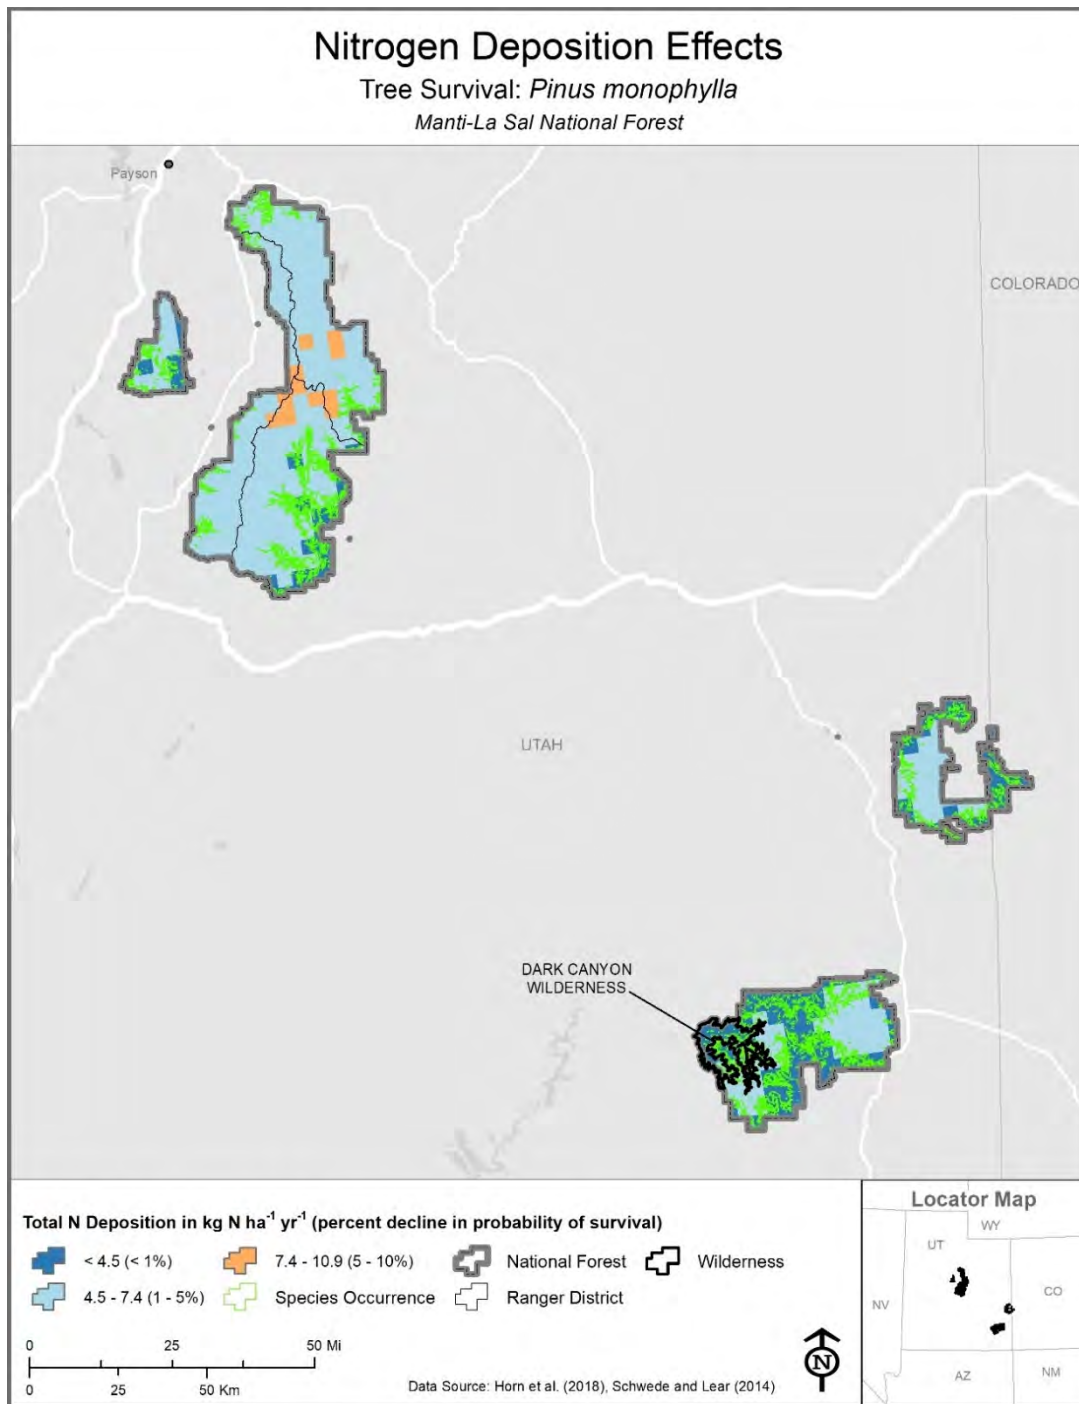 Nitrogen Deposition Effects
Tree Survival: Pinus monophylla
Manti-La Sal National Forest
Payson
COLORADO
UTAH
DARK CANYON
WILDERNESS
Total N Deposition in kg N ha⁻¹ yr⁻¹ (percent decline in probability of survival)
< 4.5 (< 1%)
7.4 - 10.9 (5 - 10%)
National Forest
Wilderness
4.5 - 7.4 (1 - 5%)
Species Occurrence
Ranger District
0 25 50 Mi
0 25 50 Km
N
Data Source: Horn et al. (2018), Schwede and Lear (2014)
Locator Map
WY
UT
NV
CO
AZ
NM